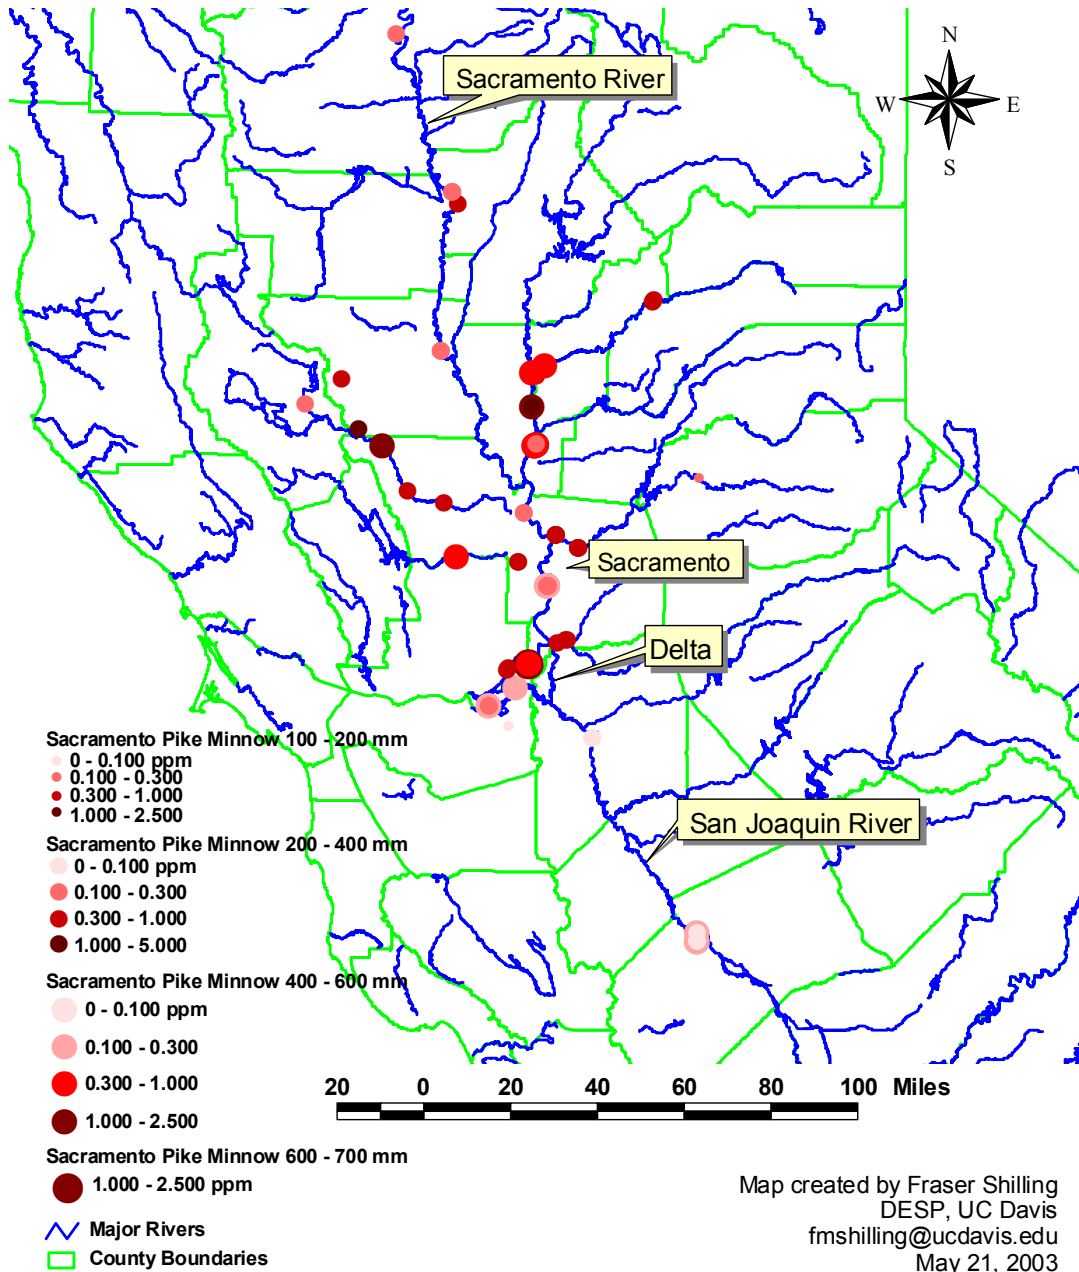 N
W
E
S
Sacramento River
Sacramento
Delta
San Joaquin River
Sacramento Pike Minnow 100 - 200 mm
0 - 0.100 ppm
0.100 - 0.300
0.300 - 1.000
1.000 - 2.500
Sacramento Pike Minnow 200 - 400 mm
0 - 0.100 ppm
0.100 - 0.300
0.300 - 1.000
1.000 - 5.000
Sacramento Pike Minnow 400 - 600 mm
0 - 0.100 ppm
0.100 - 0.300
0.300 - 1.000
1.000 - 2.500
Sacramento Pike Minnow 600 - 700 mm
1.000 - 2.500 ppm
Major Rivers
County Boundaries
20 0 20 40 60 80 100 Miles
Map created by Fraser Shilling
DESP, UC Davis
fmshilling@ucdavis.edu
May 21, 2003